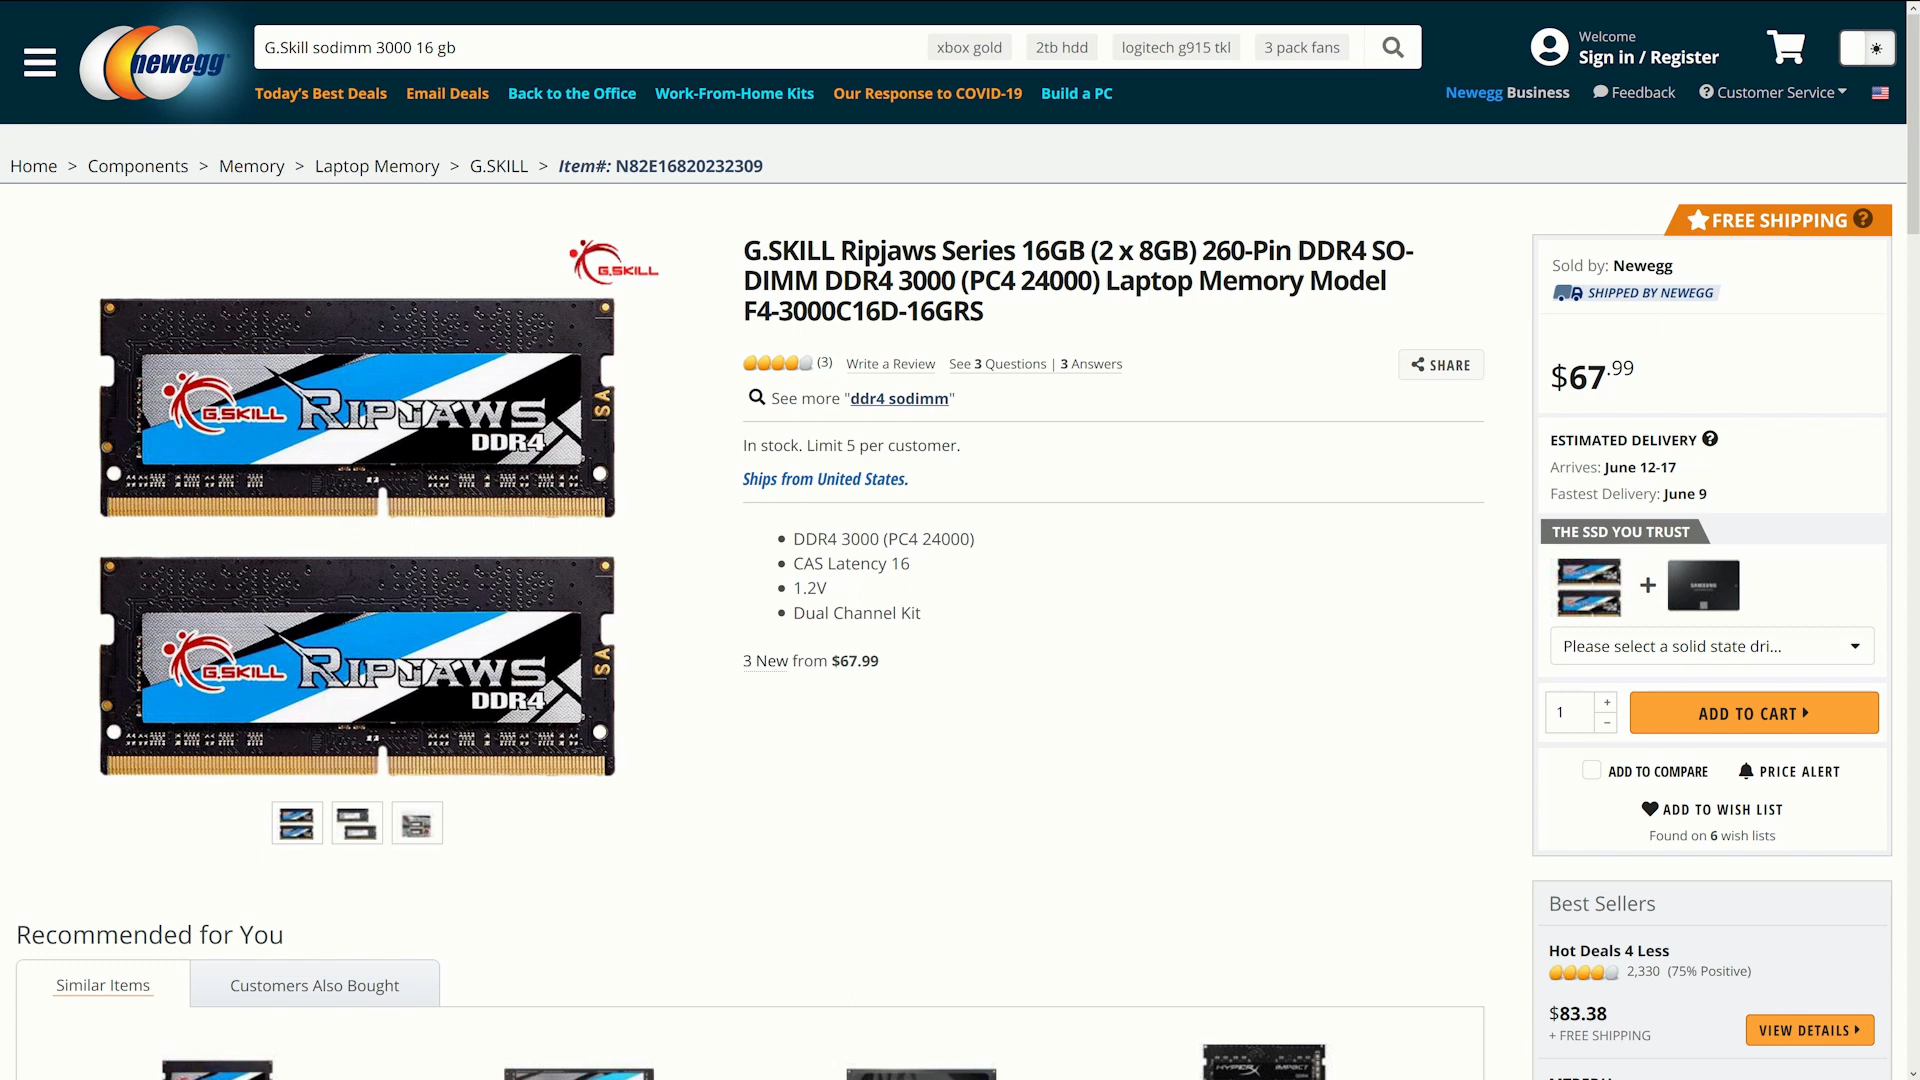 newegg
G.Skill sodimm 3000 16 gb
xbox gold
2tb hdd
logitech g915 tkl
3 pack fans
Welcome
Sign in / Register
Today's Best Deals
Email Deals
Back to the Office
Work-From-Home Kits
Our Response to COVID-19
Build a PC
Newegg Business
Feedback
Customer Service
Home > Components > Memory > Laptop Memory > G.SKILL > Item#: N82E16820232309
G.SKILL
G.SKILL
RIPJAWS
DDR4
SA
G.SKILL
RIPJAWS
DDR4
SA
G.SKILL Ripjaws Series 16GB (2 x 8GB) 260-Pin DDR4 SO-
DIMM DDR4 3000 (PC4 24000) Laptop Memory Model
F4-3000C16D-16GRS
(3)
Write a Review
See 3 Questions | 3 Answers
SHARE
See more "ddr4 sodimm"
In stock. Limit 5 per customer.
Ships from United States.
DDR4 3000 (PC4 24000)
CAS Latency 16
1.2V
Dual Channel Kit
3 New from $67.99
FREE SHIPPING
Sold by: Newegg
SHIPPED BY NEWEGG
$67.99
ESTIMATED DELIVERY
Arrives: June 12-17
Fastest Delivery: June 9
THE SSD YOU TRUST
+
SAMSUNG
Please select a solid state dri...
1
+
−
ADD TO CART
ADD TO COMPARE
PRICE ALERT
ADD TO WISH LIST
Found on 6 wish lists
Recommended for You
Similar Items
Customers Also Bought
HYPERX IMPACT
Best Sellers
Hot Deals 4 Less
2,330 (75% Positive)
$83.38
+ FREE SHIPPING
VIEW DETAILS